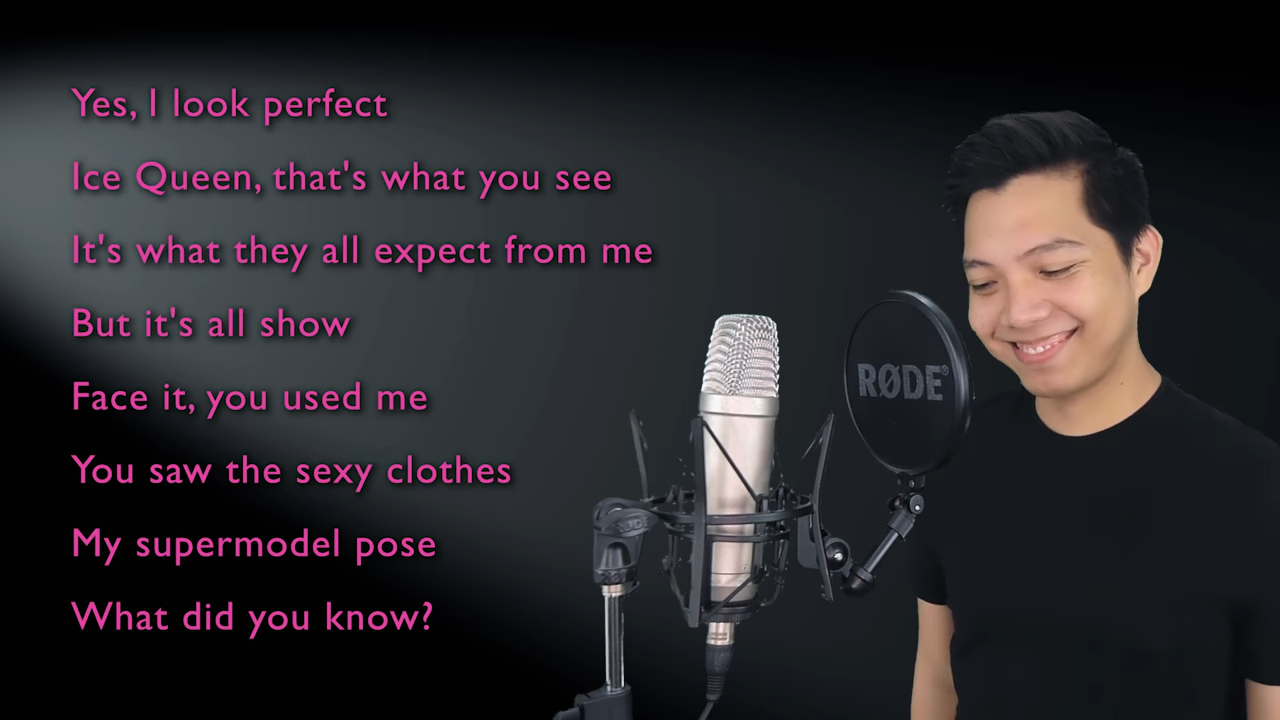 Yes, I look perfect
Ice Queen, that's what you see
It's what they all expect from me
But it's all show
Face it, you used me
You saw the sexy clothes
My supermodel pose
What did you know?
RØDE®
RØDE